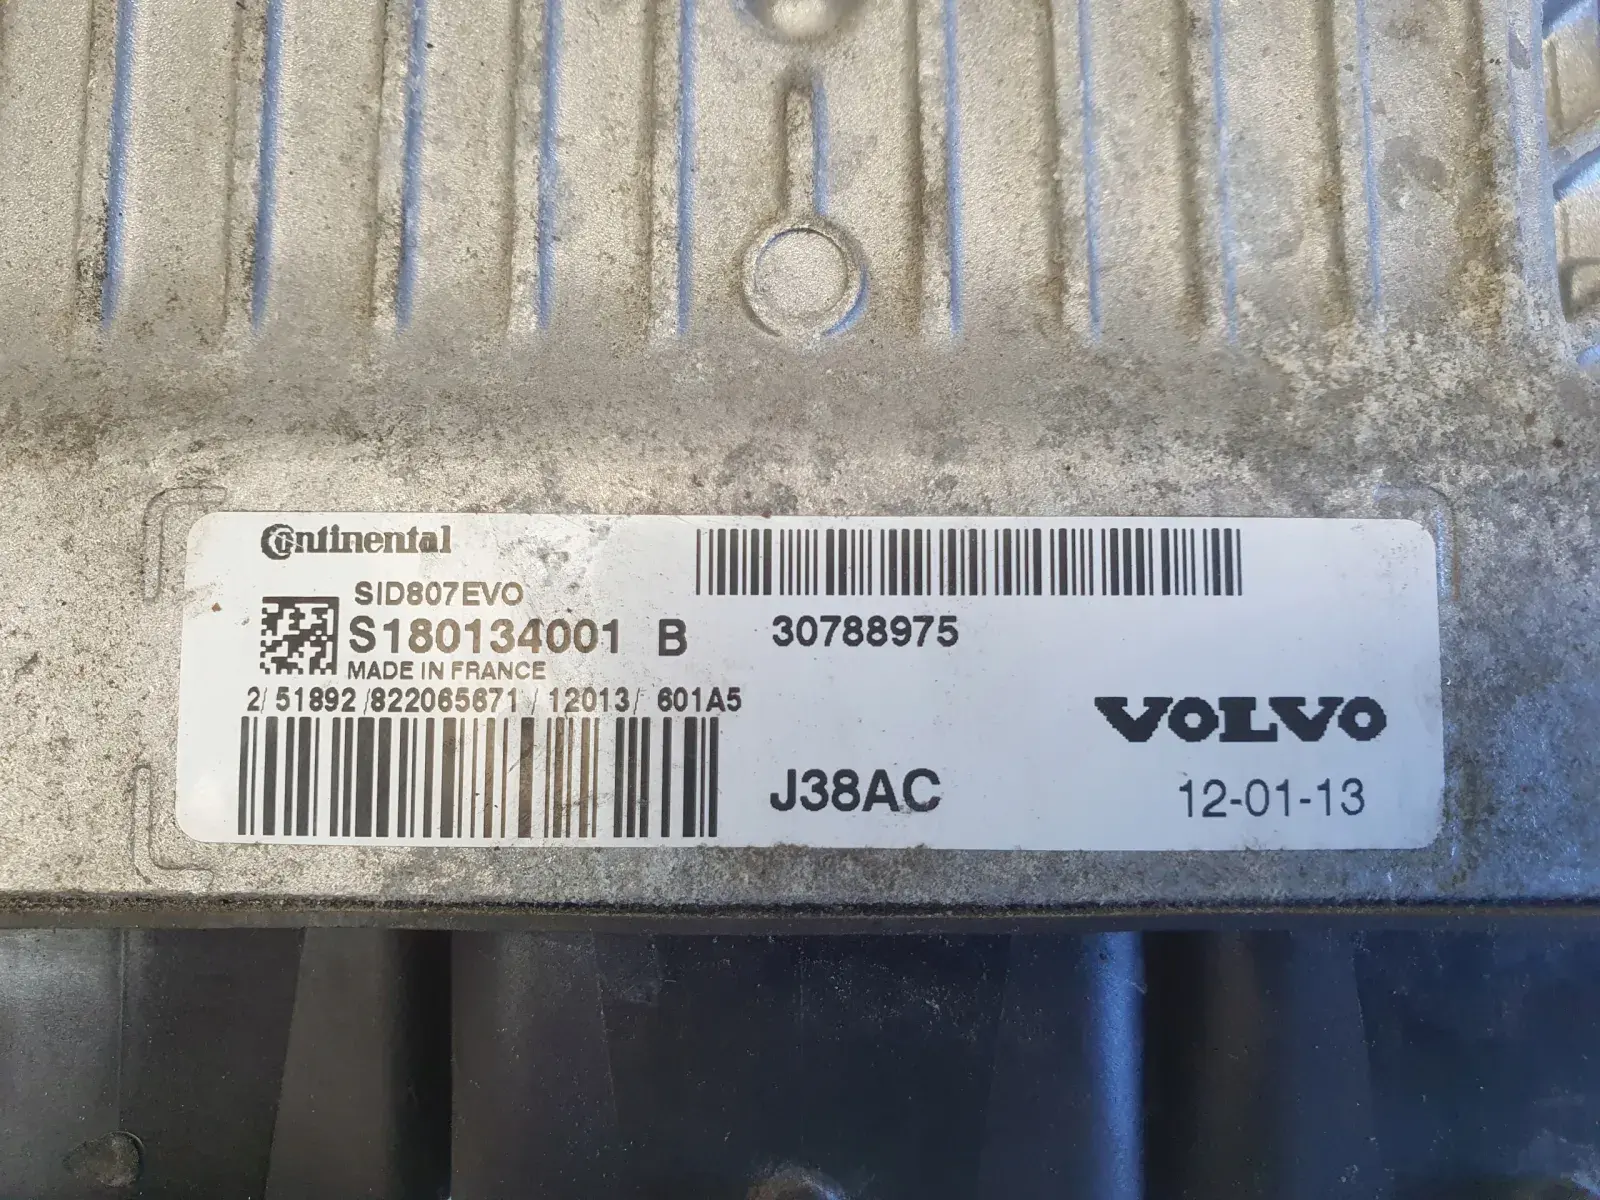 Continental
SID807EVO
S180134001 B
MADE IN FRANCE
2/ 51892 /822065671 / 12013/ 601A5
30788975
VOLVO
J38AC
12-01-13